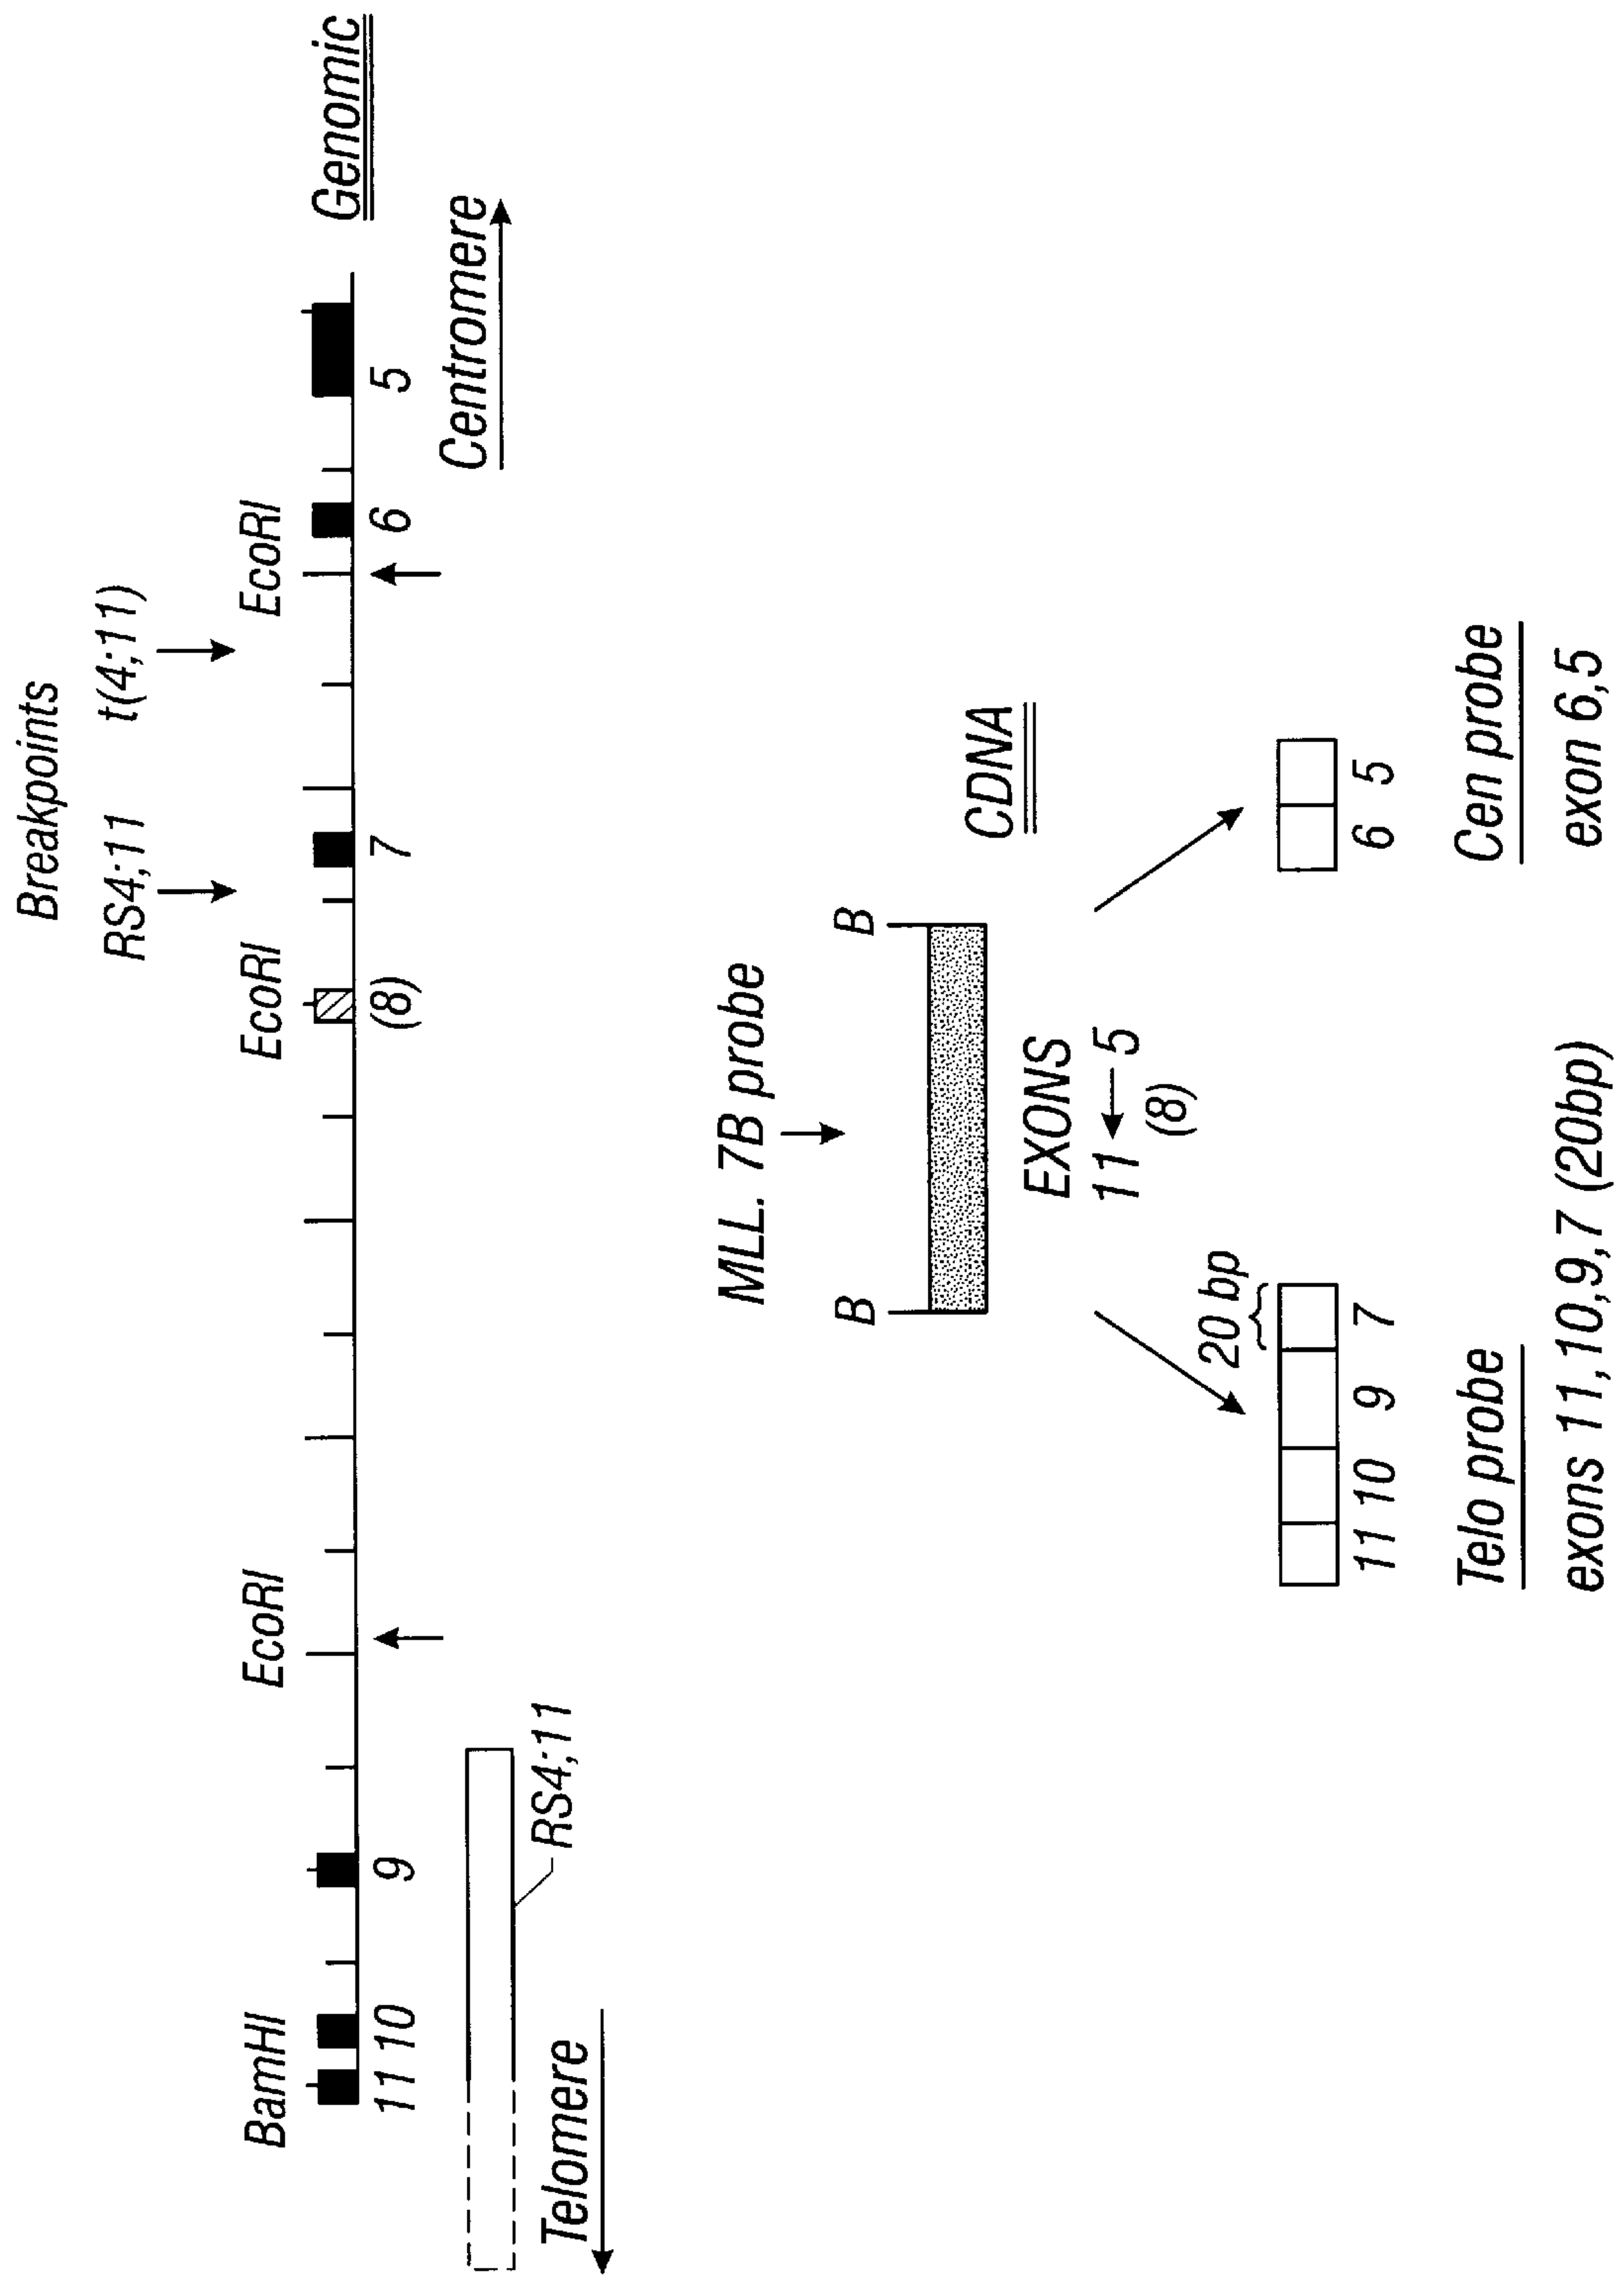 Breakpoints
RS4;11 t(4;11)
BamHI EcoRI EcoRI EcoRI
Genomic
11 10 9 (8) 7 6 5
Centromere
RS4;11
Telomere
MLL. 7B probe
B B
CDNA
EXONS
11 5
(8)
20 bp
11 10 9 7
6 5
Telo probe
exons 11,10,9,7 (20bp)
Cen probe
exon 6,5